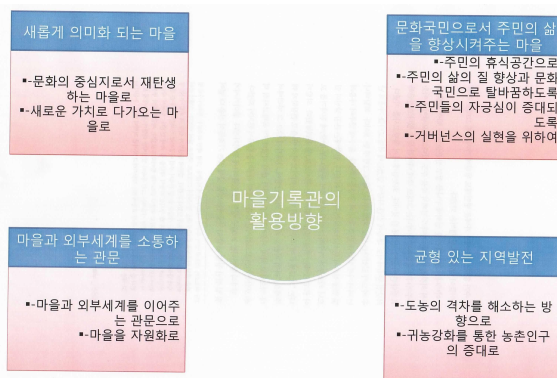 새롭게 의미화 되는 마을
▪-문화의 중심지로서 재탄생
하는 마을로
▪-새로운 가치로 다가오는 마
을로
문화국민으로서 주민의 삶
을 향상시켜주는 마을
▪-주민의 휴식공간으로
▪-주민의 삶의 질 향상과 문화
국민으로 탈바꿈하도록
▪-주민들의 자긍심이 증대되
도록
▪-거버넌스의 실현을 위하여
마을기록관의
활용방향
마을과 외부세계를 소통하
는 관문
▪-마을과 외부세계를 이어주
는 관문으로
▪-마을을 자원화로
균형 있는 지역발전
▪-도농의 격차를 해소하는 방
향으로
▪-귀농강화를 통한 농촌인구
의 증대로